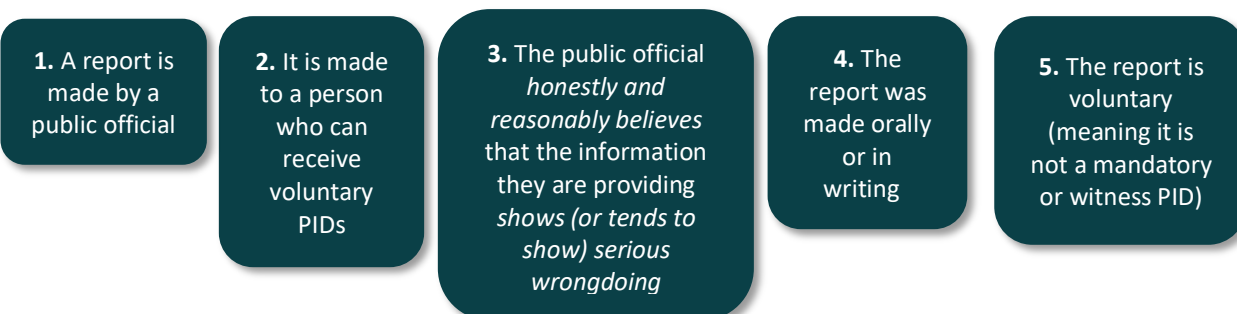 1. A report is
made by a
public official
2. It is made
to a person
who can
receive
voluntary
PIDs
3. The public official
honestly and
reasonably believes
that the information
they are providing
shows (or tends to
show) serious
wrongdoing
4. The
report was
made orally
or in
writing
5. The report is
voluntary
(meaning it is
not a mandatory
or witness PID)